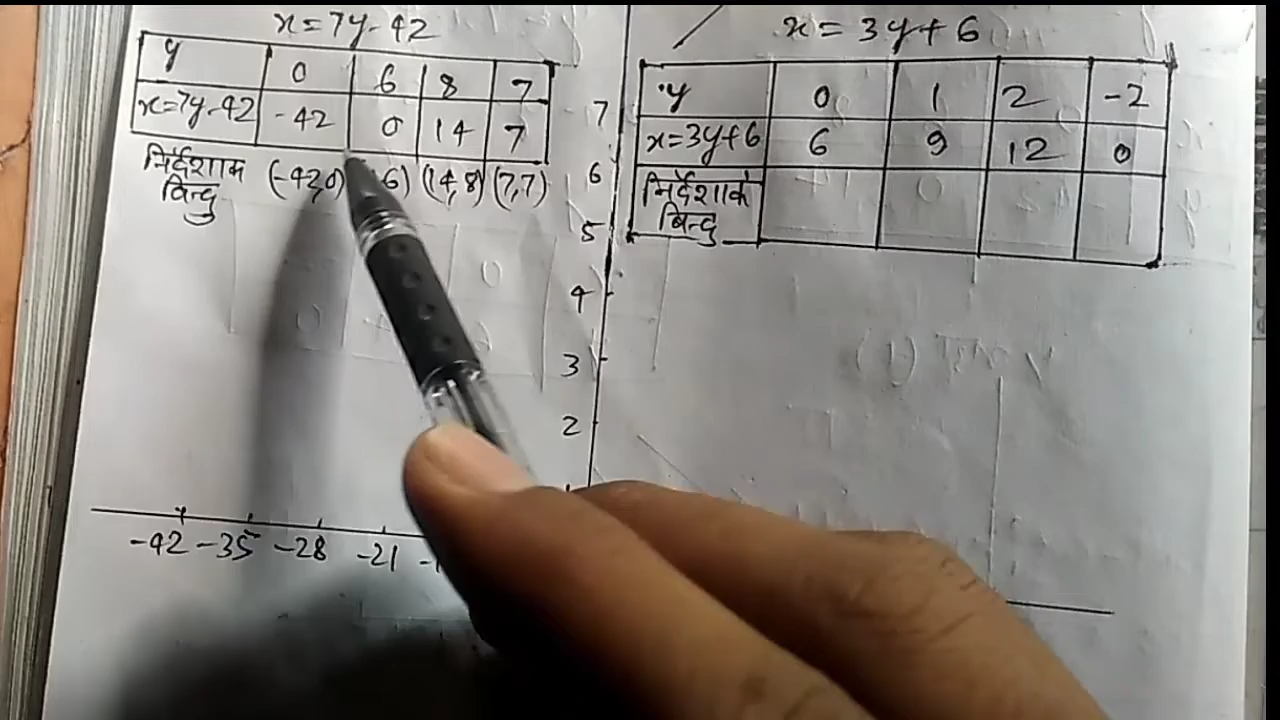 x = 7y - 42
y 0 6 8 7
x=7y-42 -42 0 14 7
निर्देशाक बिन्दु (-42,0) 6) (14,8) (7,7)
x = 3y + 6
y 0 1 2 -2
x=3y+6 6 9 12 0
निर्देशाक बिन्दु
7
6
5
4
3
2
-42 -35 -28 -21